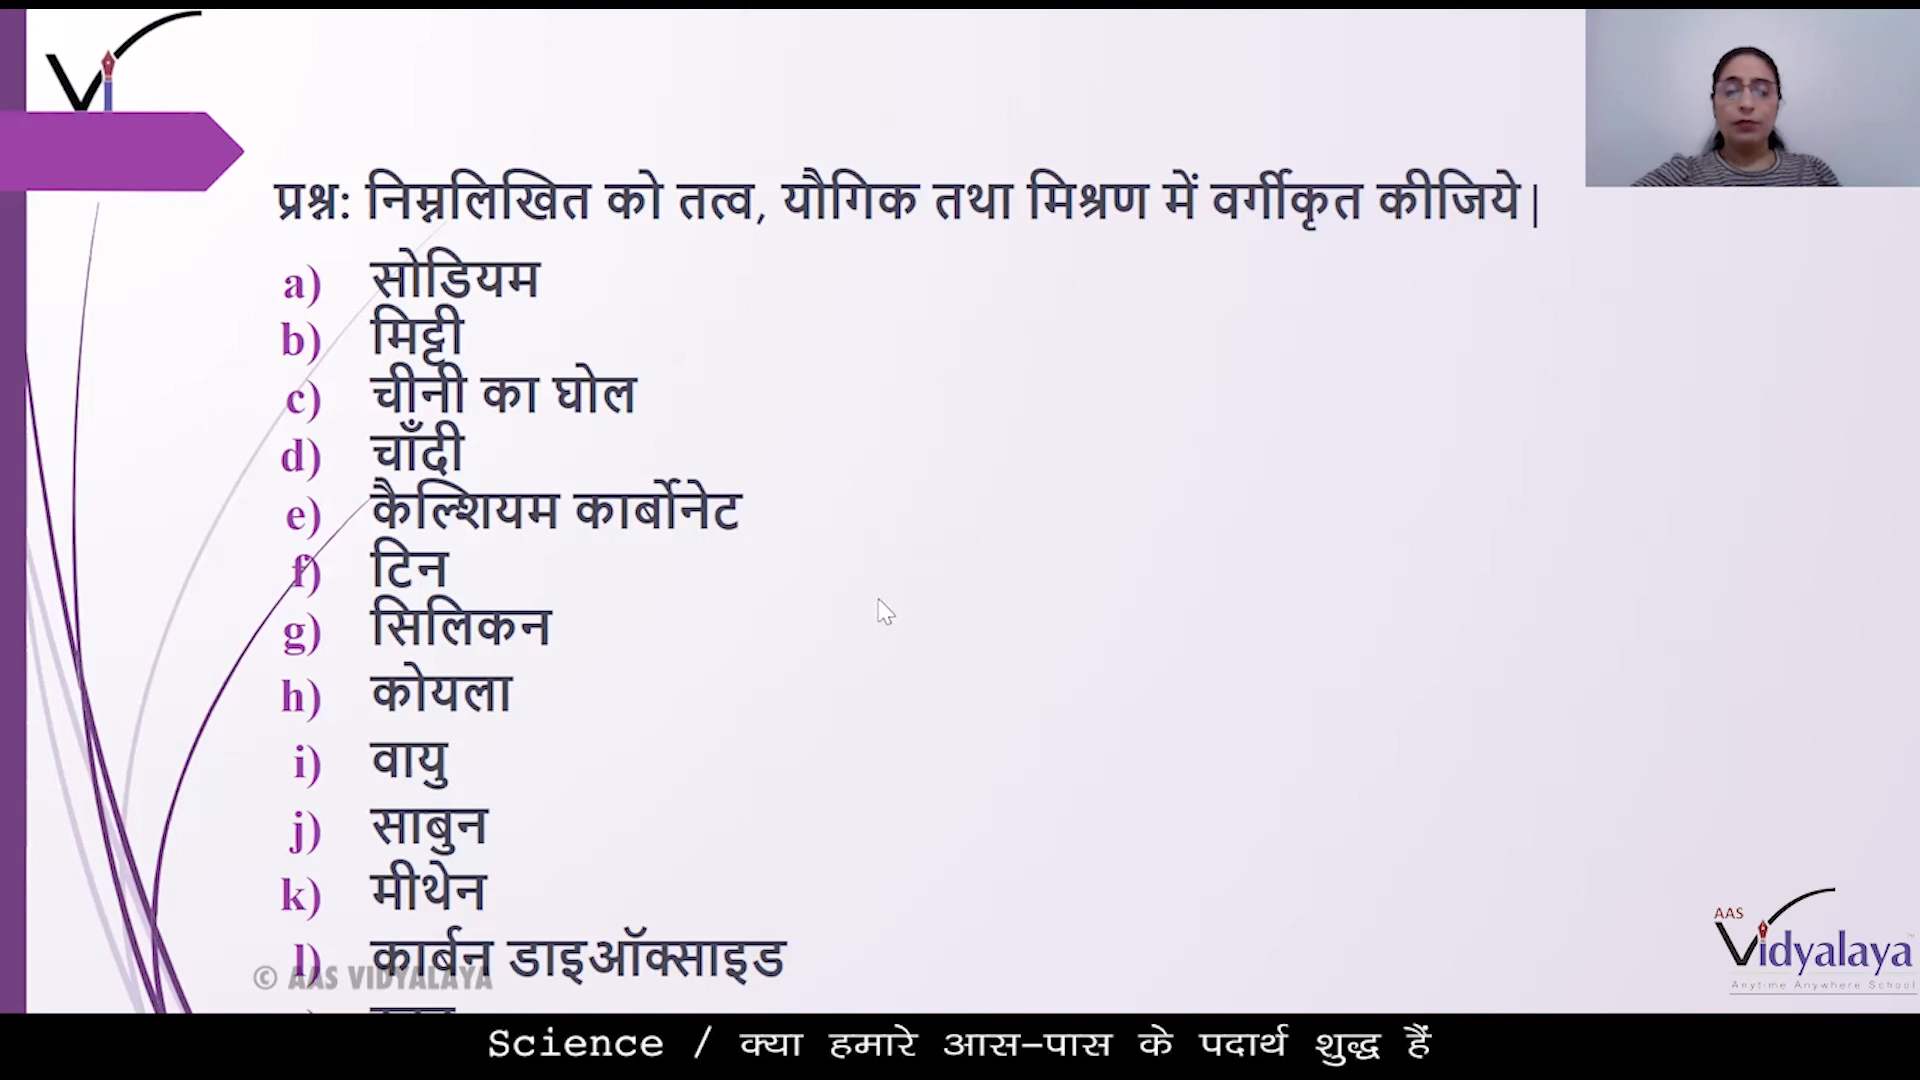 Vi
प्रश्न: निम्नलिखित को तत्व, यौगिक तथा मिश्रण में वर्गीकृत कीजिये|
a) सोडियम
b) मिट्टी
c) चीनी का घोल
d) चाँदी
e) कैल्शियम कार्बोनेट
f) टिन
g) सिलिकन
h) कोयला
i) वायु
j) साबुन
k) मीथेन
l) कार्बन डाइऑक्साइड
© AAS VIDYALAYA
AAS
Vidyalaya
Anytime Anywhere School
Science / क्या हमारे आस-पास के पदार्थ शुद्ध हैं